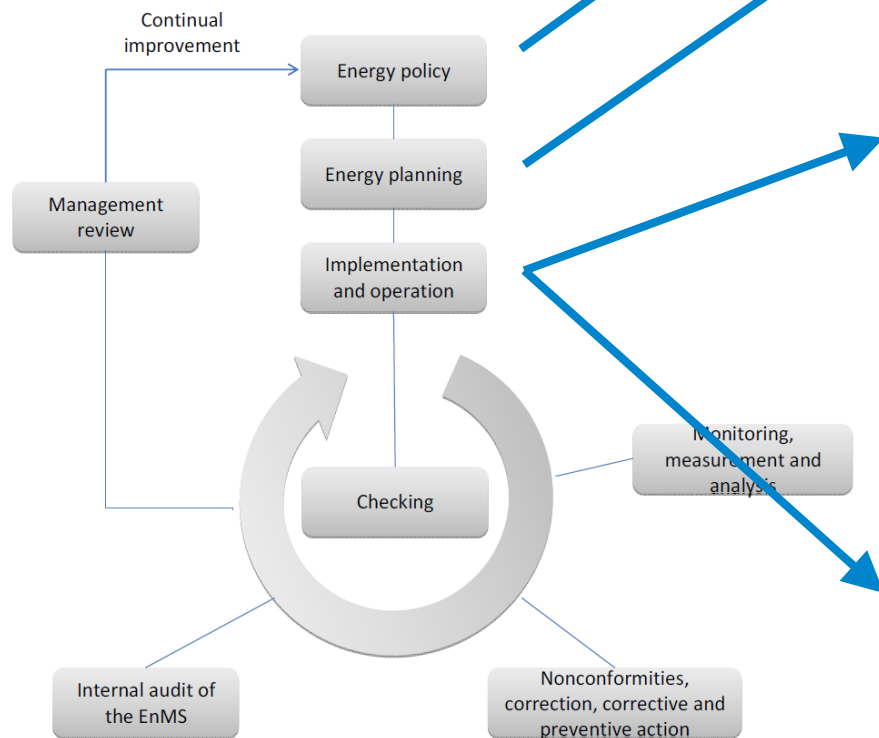 Continual
improvement
Energy policy
Energy planning
Management
review
Implementation
and operation
Monitoring,
measurement and
analysis
Checking
Internal audit of
the EnMS
Nonconformities,
correction, corrective and
preventive action